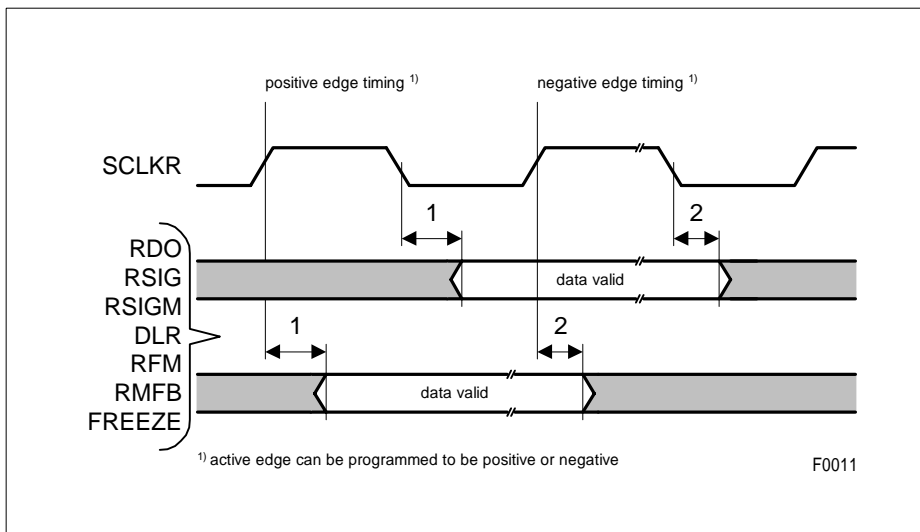 positive edge timing 1)
negative edge timing 1)
SCLKR
1
2
RDO
RSIG
data valid
RSIGM
DLR
1
2
RFM
RMFB
data valid
FREEZE
1) active edge can be programmed to be positive or negative
F0011